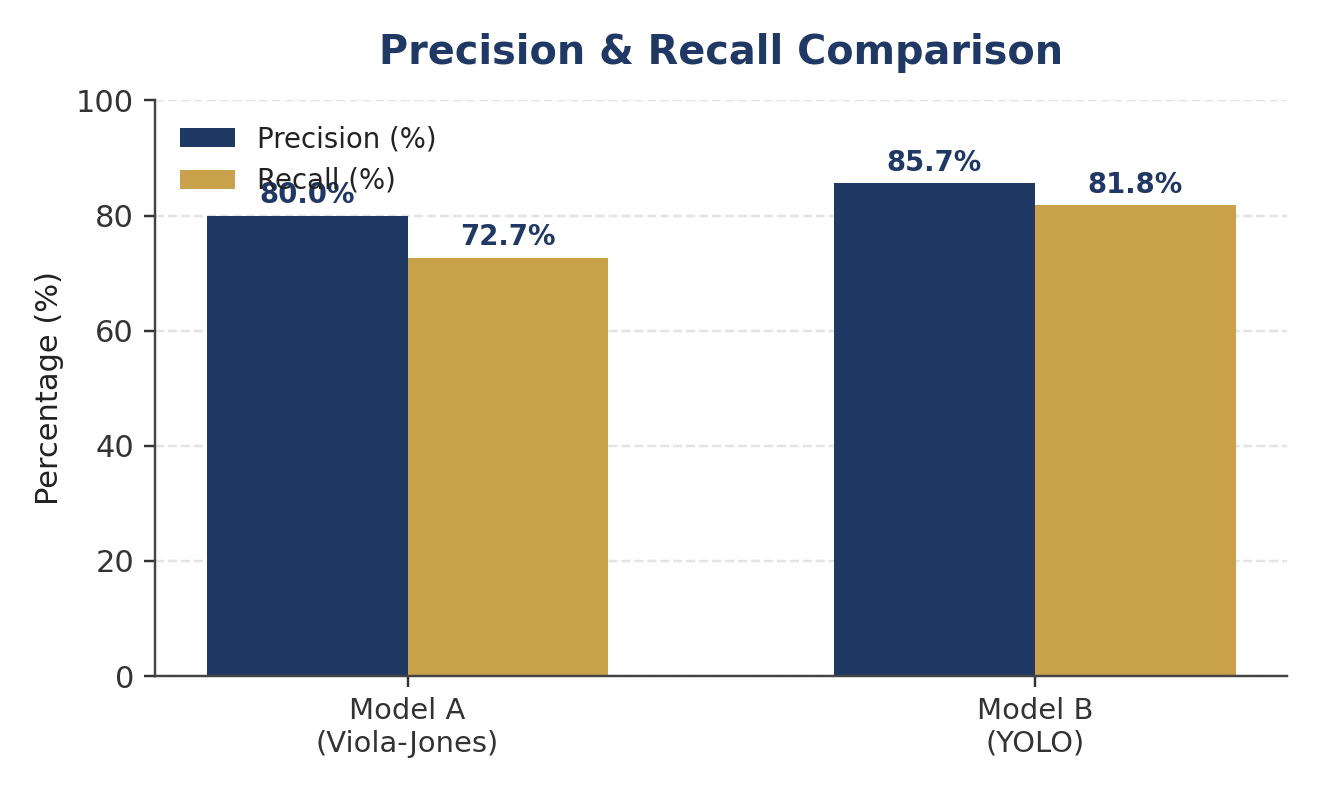 Precision & Recall Comparison
Percentage (%)
100
80
60
40
20
0
Precision (%)
Recall (%)
80.0%
72.7%
85.7%
81.8%
Model A
(Viola-Jones)
Model B
(YOLO)